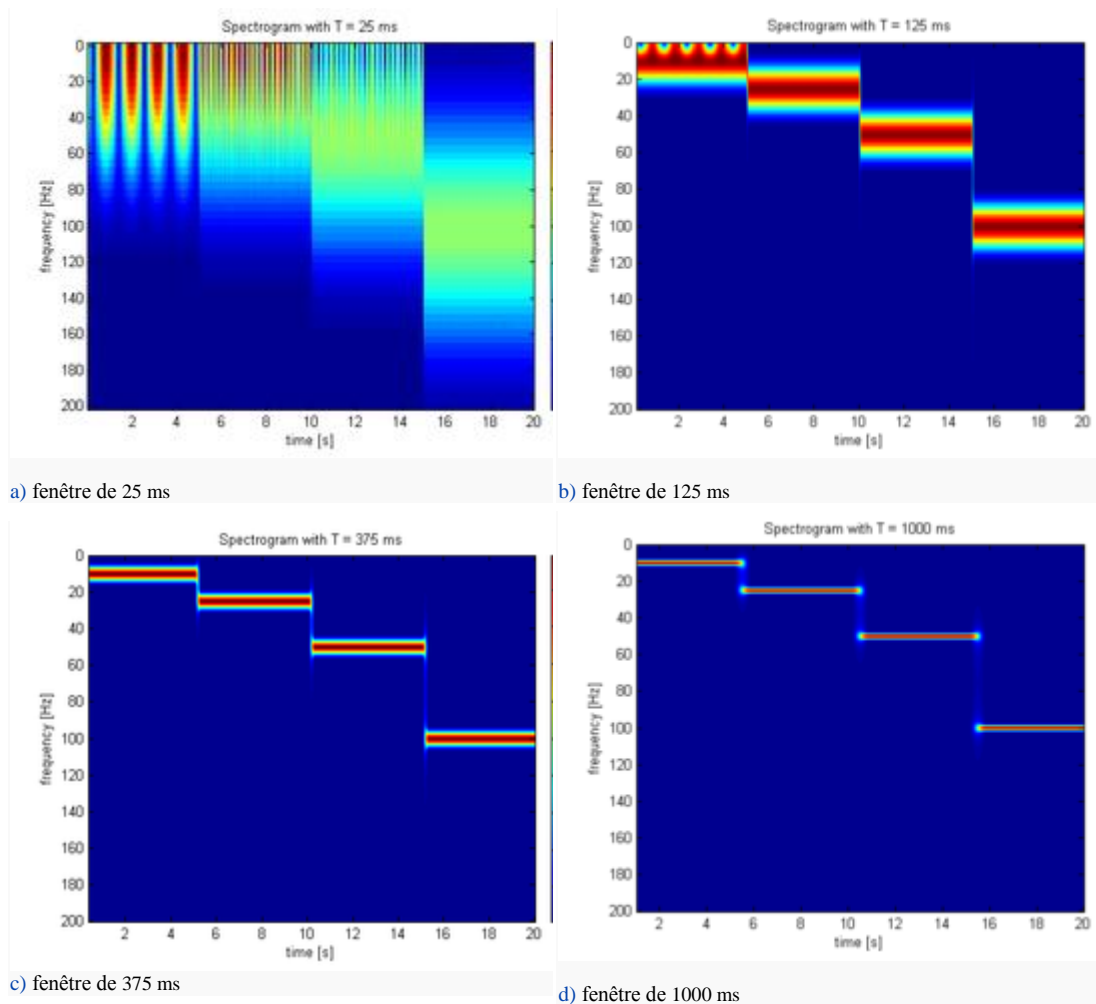 Spectrogram with T = 25 ms
0
20
40
60
80
100
120
140
160
180
200
frequency [Hz]
2 4 6 8 10 12 14 16 18 20
time [s]
a) fenêtre de 25 ms
Spectrogram with T = 125 ms
0
20
40
60
80
100
120
140
160
180
200
frequency [Hz]
2 4 6 8 10 12 14 16 18 20
time [s]
b) fenêtre de 125 ms
Spectrogram with T = 375 ms
0
20
40
60
80
100
120
140
160
180
200
frequency [Hz]
2 4 6 8 10 12 14 16 18 20
time [s]
c) fenêtre de 375 ms
Spectrogram with T = 1000 ms
0
20
40
60
80
100
120
140
160
180
200
frequency [Hz]
2 4 6 8 10 12 14 16 18 20
time [s]
d) fenêtre de 1000 ms